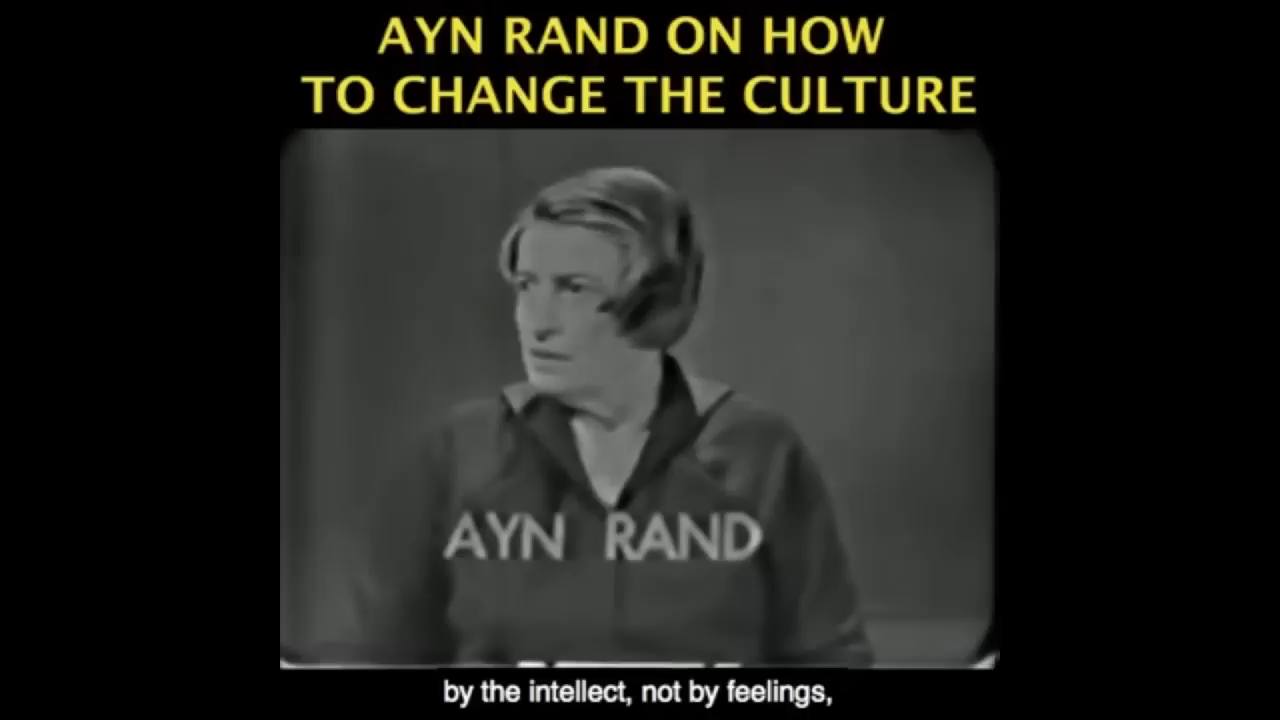 AYN RAND ON HOW
TO CHANGE THE CULTURE
AYN RAND
by the intellect, not by feelings,